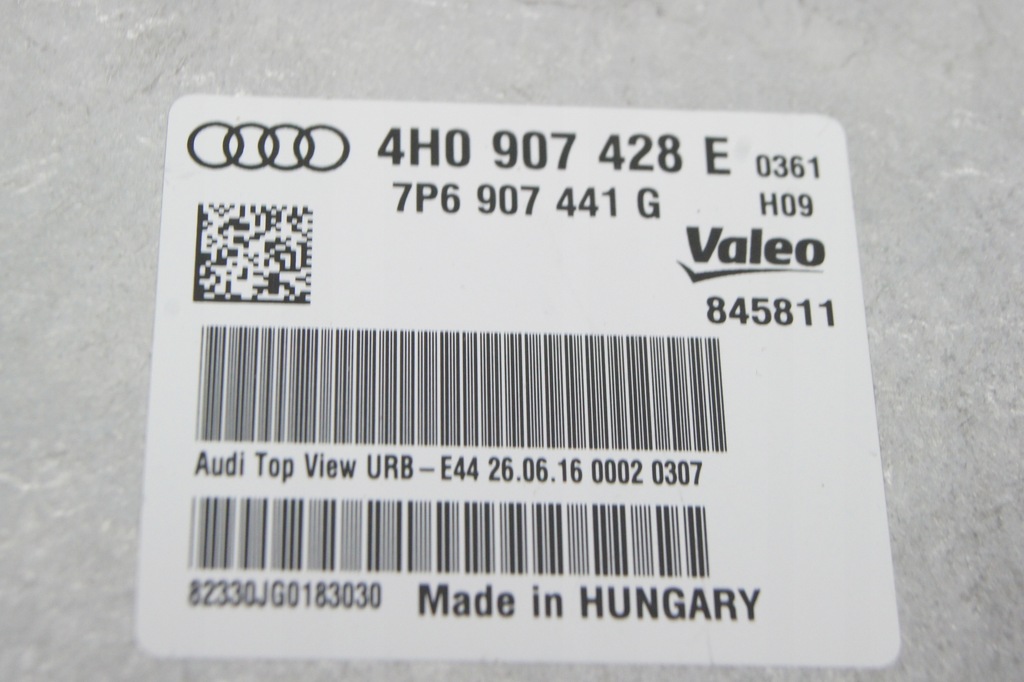 4H0 907 428 E 0361
7P6 907 441 G H09
Valeo
845811
Audi Top View URB – E44 26.06.16 0002 0307
82330JG0183030 Made in HUNGARY